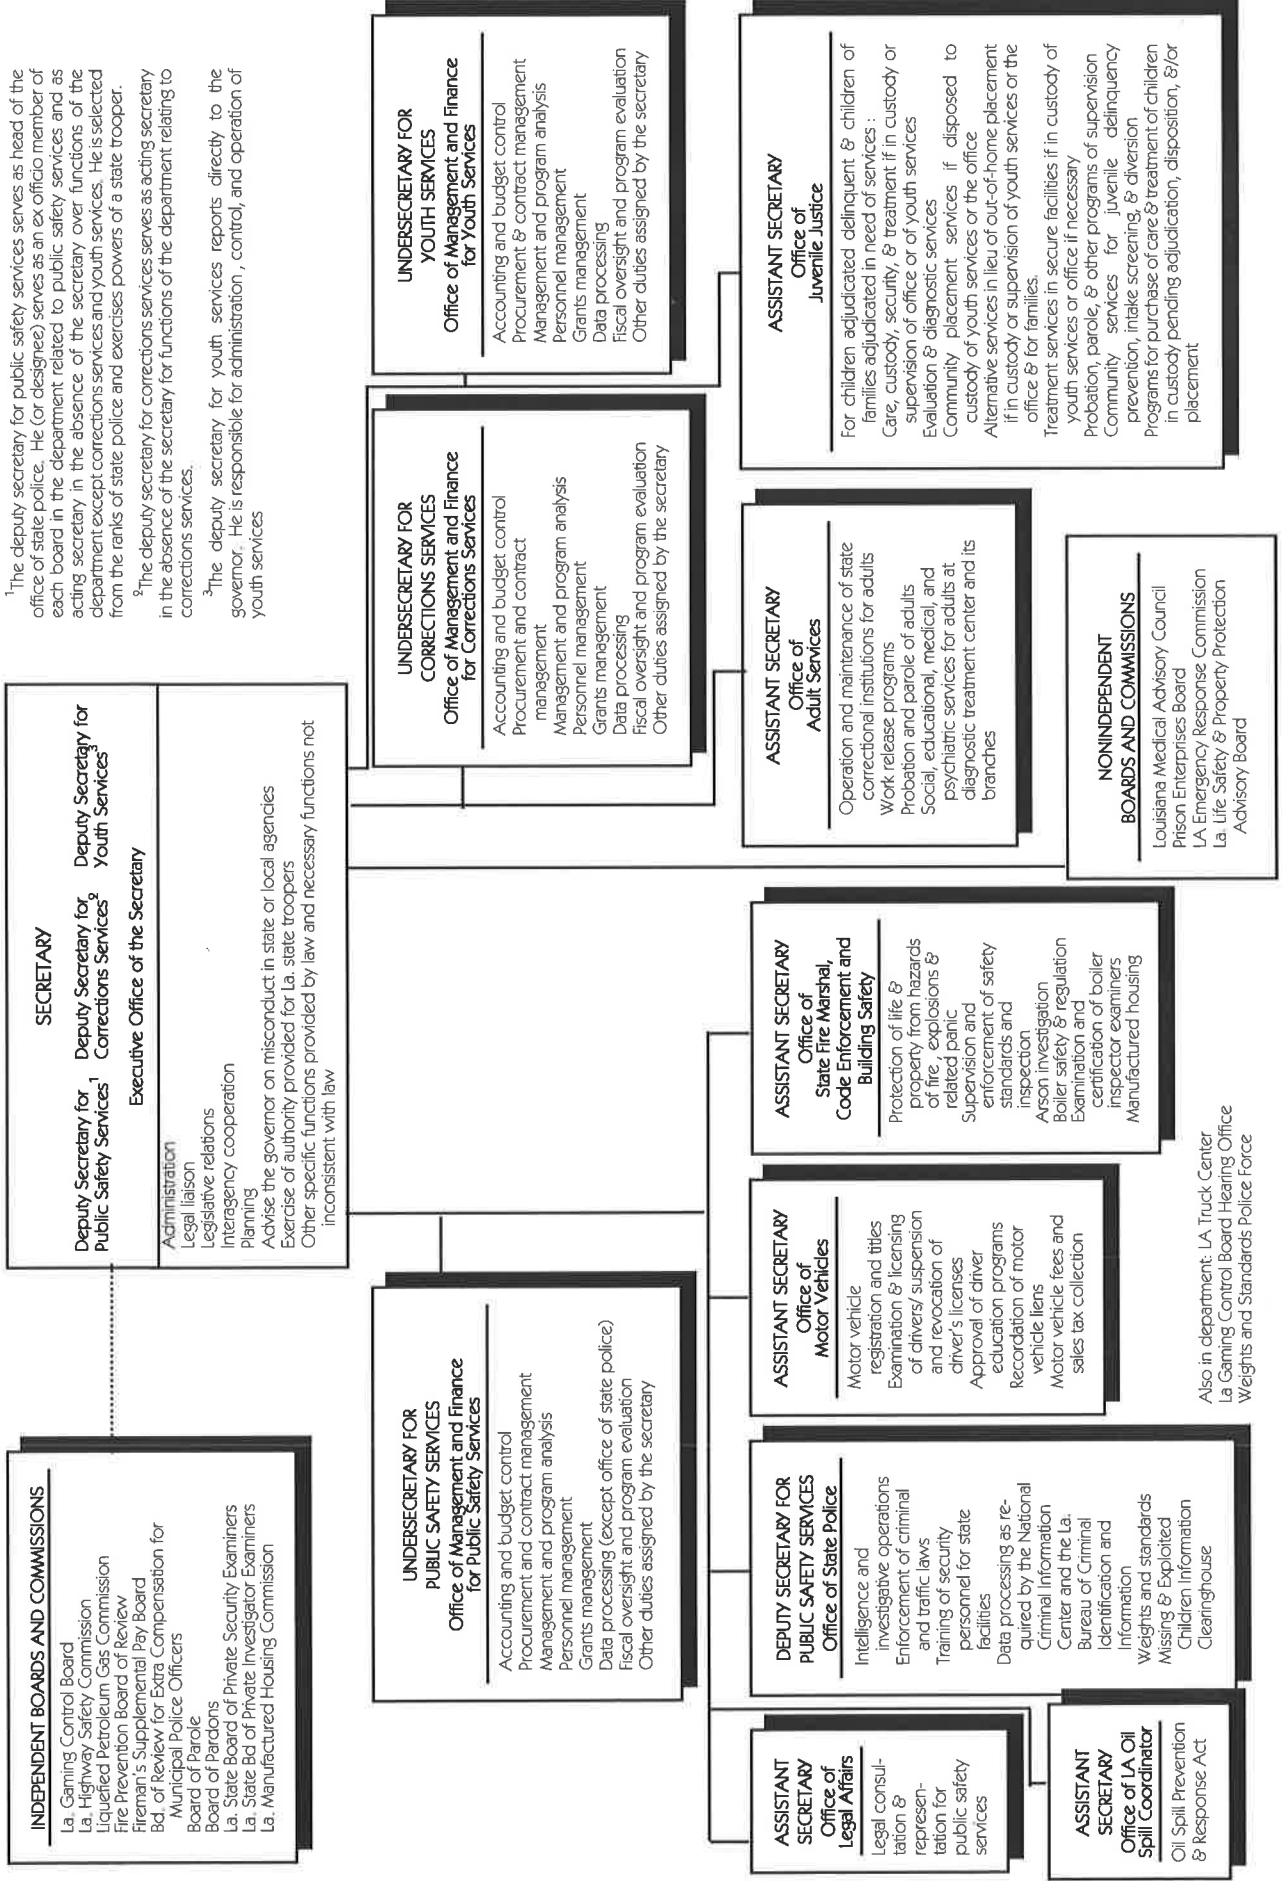 INDEPENDENT BOARDS AND COMMISSIONS
La. Gaming Control Board
La. Highway Safety Commission
Liquefied Petroleum Gas Commission
Fire Prevention Board of Review
Fireman's Supplemental Pay Board
Bd. of Review for Extra Compensation for
Municipal Police Officers
Board of Parole
Board of Pardons
La. State Board of Private Security Examiners
La. State Bd of Private Investigator Examiners
La. Manufactured Housing Commission
SECRETARY
Deputy Secretary for Deputy Secretary for Deputy Secretary for
Public Safety Services¹ Corrections Services² Youth Services³
Executive Office of the Secretary
Administration
Legal liaison
Legislative relations
Interagency cooperation
Planning
Advise the governor on misconduct in state or local agencies
Exercise of authority provided for La. state troopers
Other specific functions provided by law and necessary functions not
inconsistent with law
¹The deputy secretary for public safety services serves as head of the
office of state police. He (or designee) serves as an ex officio member of
each board in the department related to public safety services and as
acting secretary in the absence of the secretary over functions of the
department except corrections services and youth services. He is selected
from the ranks of state police and exercises powers of a state trooper.
²The deputy secretary for corrections services serves as acting secretary
in the absence of the secretary for functions of the department relating to
corrections services.
³The deputy secretary for youth services reports directly to the
governor. He is responsible for administration , control, and operation of
youth services
UNDERSECRETARY FOR
PUBLIC SAFETY SERVICES
Office of Management and Finance
for Public Safety Services
Accounting and budget control
Procurement and contract management
Management and program analysis
Personnel management
Grants management
Data processing (except office of state police)
Fiscal oversight and program evaluation
Other duties assigned by the secretary
UNDERSECRETARY FOR
CORRECTIONS SERVICES
Office of Management and Finance
for Corrections Services
Accounting and budget control
Procurement and contract
management
Management and program analysis
Personnel management
Grants management
Data processing
Fiscal oversight and program evaluation
Other duties assigned by the secretary
UNDERSECRETARY FOR
YOUTH SERVICES
Office of Management and Finance
for Youth Services
Accounting and budget control
Procurement & contract management
Management and program analysis
Personnel management
Grants management
Data processing
Fiscal oversight and program evaluation
Other duties assigned by the secretary
ASSISTANT
SECRETARY
Office of
Legal Affairs
Legal consul-
tation &
represen-
tation for
public safety
services
DEPUTY SECRETARY FOR
PUBLIC SAFETY SERVICES
Office of State Police
Intelligence and
investigative operations
Enforcement of criminal
and traffic laws
Training of security
personnel for state
facilities
Data processing as re-
quired by the National
Criminal Information
Center and the La.
Bureau of Criminal
Identification and
Information
Weights and standards
Missing & Exploited
Children Information
Clearinghouse
ASSISTANT SECRETARY
Office of
Motor Vehicles
Motor vehicle
registration and titles
Examination & licensing
of drivers/ suspension
and revocation of
driver's licenses
Approval of driver
education programs
Recordation of motor
vehicle liens
Motor vehicle fees and
sales tax collection
ASSISTANT SECRETARY
Office of
State Fire Marshal,
Code Enforcement and
Building Safety
Protection of life &
property from hazards
of fire , explosions &
related panic
Supervision and
enforcement of safety
standards and
inspection
Arson investigation
Boiler safety & regulation
Examination and
certification of boiler
inspector examiners
Manufactured housing
ASSISTANT SECRETARY
Office of
Adult Services
Operation and maintenance of state
correctional institutions for adults
Work release programs
Probation and parole of adults
Social, educational, medical, and
psychiatric services for adults at
diagnostic treatment center and its
branches
ASSISTANT SECRETARY
Office of
Juvenile Justice
For children adjudicated delinquent & children of
families adjudicated in need of services :
Care, custody, security, & treatment if in custody or
supervision of office or of youth services
Evaluation & diagnostic services
Community placement services if disposed to
custody of youth services or the office
Alternative services in lieu of out-of-home placement
if in custody or supervision of youth services or the
office & for families.
Treatment services in secure facilities if in custody of
youth services or office if necessary
Probation, parole, & other programs of supervision
Community services for juvenile delinquency
prevention, intake screening, & diversion
Programs for purchase of care & treatment of children
in custody pending adjudication, disposition, &/or
placement
ASSISTANT
SECRETARY
Office of LA Oil
Spill Coordinator
Oil Spill Prevention
& Response Act
Also in department: LA Truck Center
La Gaming Control Board Hearing Office
Weights and Standards Police Force
NONINDEPENDENT
BOARDS AND COMMISSIONS
Louisiana Medical Advisory Council
Prison Enterprises Board
LA Emergency Response Commission
La. Life Safety & Property Protection
Advisory Board